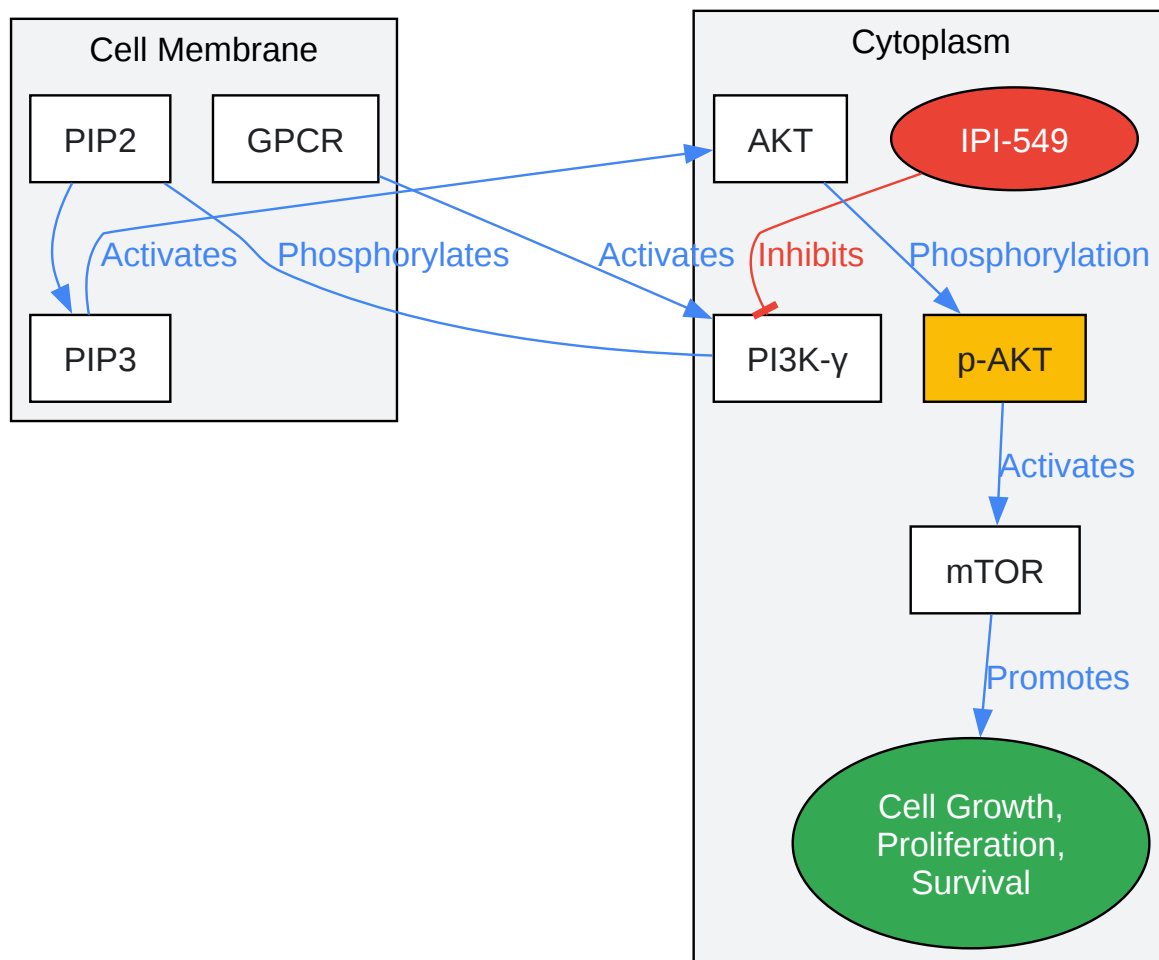 Cell Membrane
PIP2
GPCR
Activates
Phosphorylates
PIP3
Cytoplasm
AKT
IPI-549
Activates
Inhibits
Phosphorylation
PI3K-γ
p-AKT
Activates
mTOR
Promotes
Cell Growth,
Proliferation,
Survival